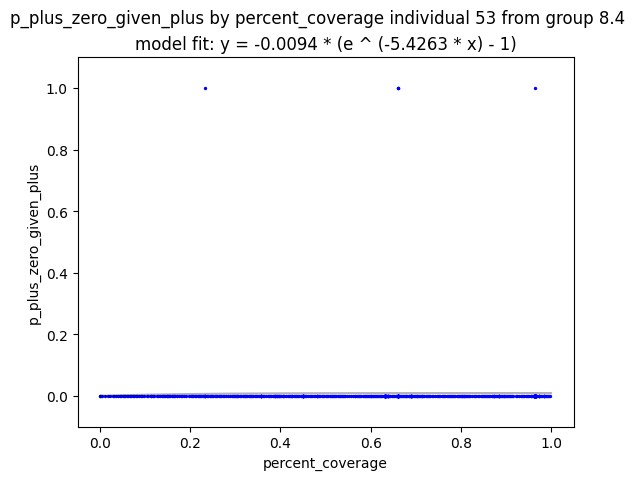 p_plus_zero_given_plus by percent_coverage individual 53 from group 8.4
model fit: y = -0.0094 * (e ^ (-5.4263 * x) - 1)
1.0
0.8
0.6
0.4
0.2
0.0
p_plus_zero_given_plus
0.0 0.2 0.4 0.6 0.8 1.0
percent_coverage